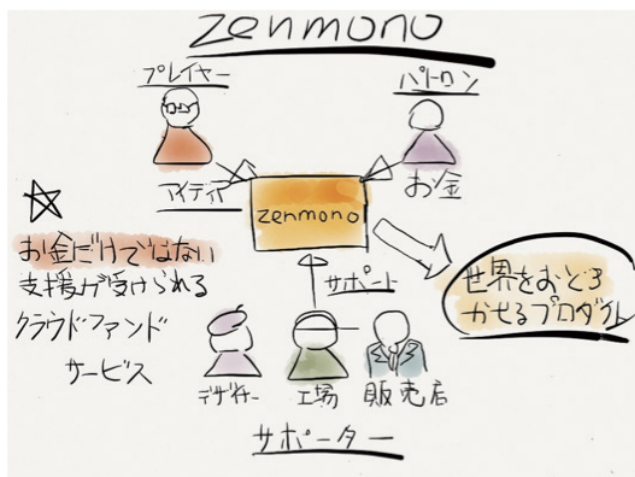 zenmono
プレイヤー
パトロン
アイディア
お金
zenmono
☆
お金だけではない
支援が受けられる
クラウドファンド
サービス
サポート
世界をおどろ
かせるプロダクト
デザイナー
工場
販売店
サポーター